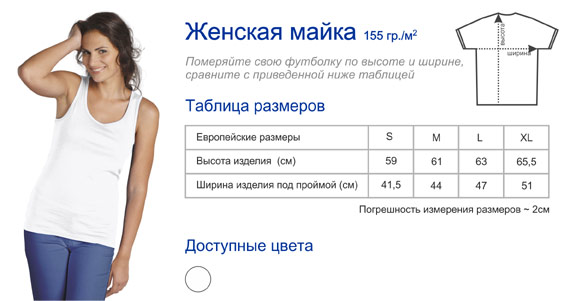 Женская майка 155 гр./м²
Померяйте свою футболку по высоте и ширине,
сравните с приведенной ниже таблицей
высота
ширина
Таблица размеров
Европейские размеры S M L XL
Высота изделия (см) 59 61 63 65,5
Ширина изделия под проймой (см) 41,5 44 47 51
Погрешность измерения размеров ~ 2см
Доступные цвета